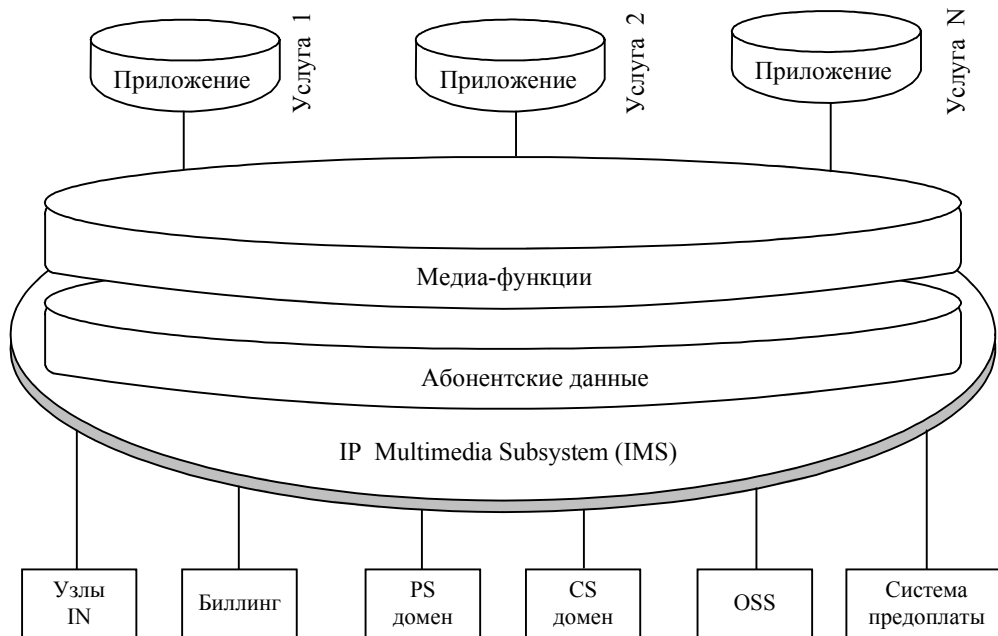 Приложение
Услуга 1
Приложение
Услуга 2
Приложение
Услуга N
Медиа-функции
Абонентские данные
IP Multimedia Subsystem (IMS)
Узлы
IN
Биллинг
PS
домен
CS
домен
OSS
Система
предоплаты